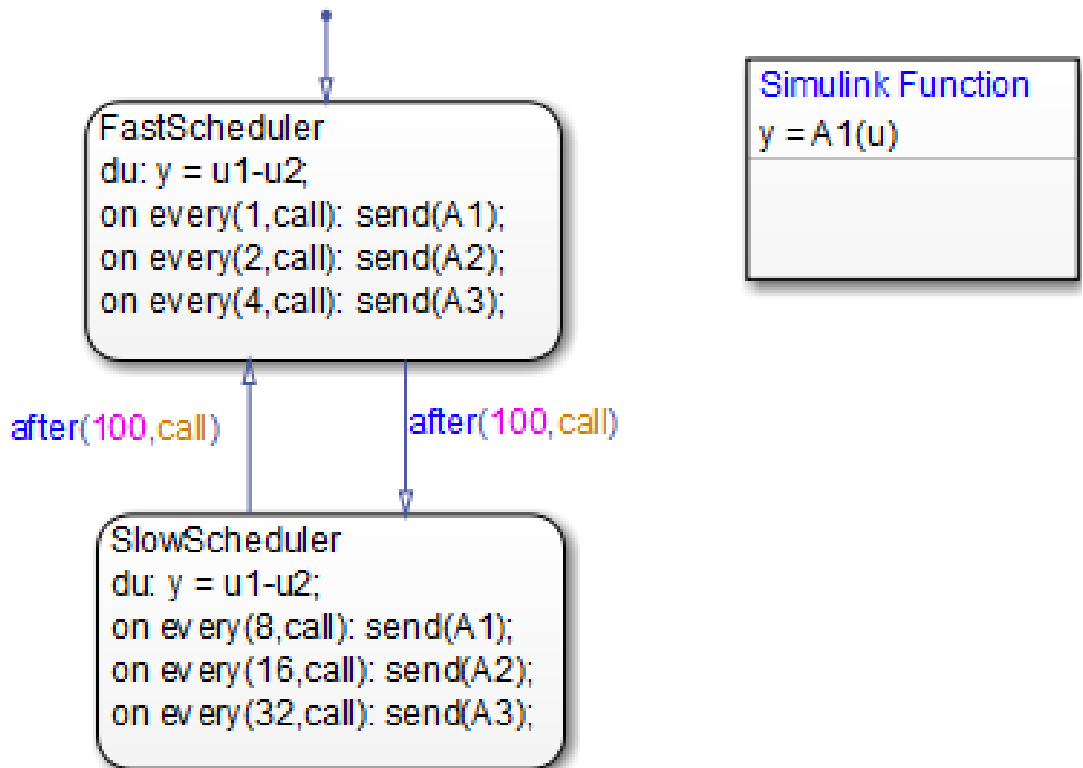 FastScheduler
du: y = u1-u2;
on every(1,call): send(A1);
on every(2,call): send(A2);
on every(4,call): send(A3);
Simulink Function
y = A1(u)
after(100,call)
after(100,call)
SlowScheduler
du: y = u1-u2;
on every(8,call): send(A1);
on every(16,call): send(A2);
on every(32,call): send(A3);